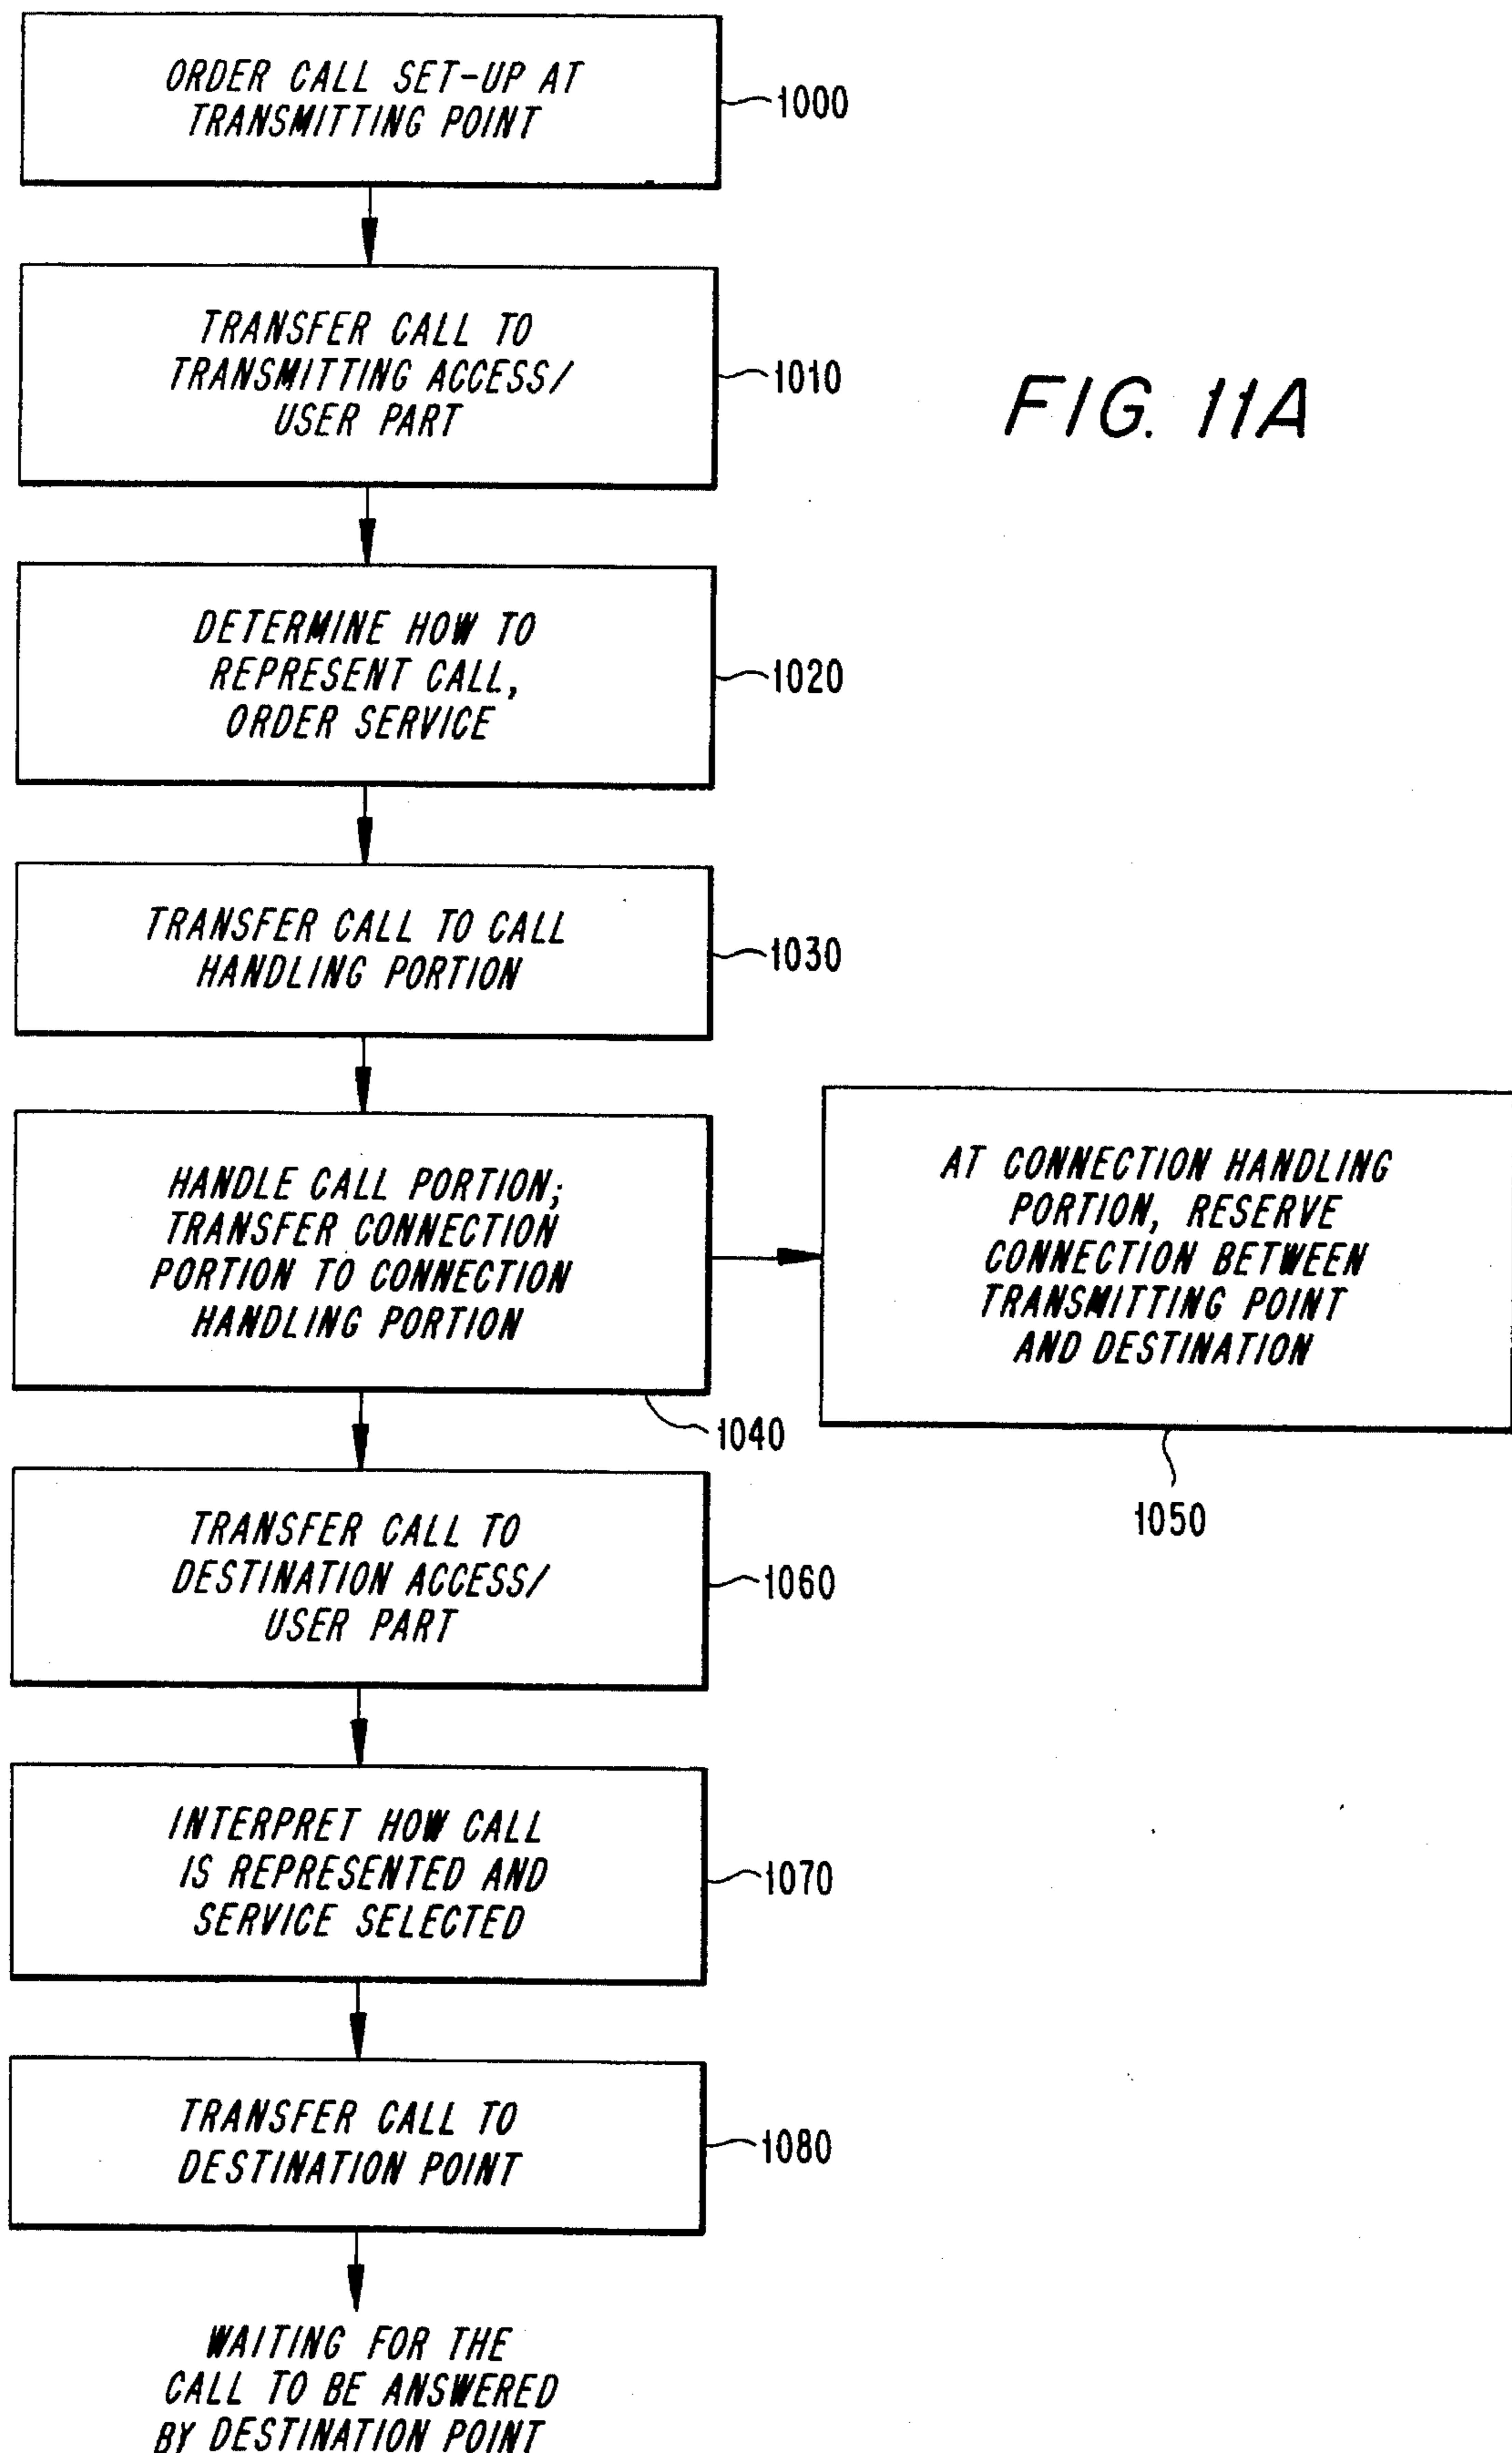 ORDER CALL SET-UP AT
TRANSMITTING POINT
1000
TRANSFER CALL TO
TRANSMITTING ACCESS/
USER PART
1010
FIG. 11A
DETERMINE HOW TO
REPRESENT CALL,
ORDER SERVICE
1020
TRANSFER CALL TO CALL
HANDLING PORTION
1030
HANDLE CALL PORTION;
TRANSFER CONNECTION
PORTION TO CONNECTION
HANDLING PORTION
1040
AT CONNECTION HANDLING
PORTION, RESERVE
CONNECTION BETWEEN
TRANSMITTING POINT
AND DESTINATION
1050
TRANSFER CALL TO
DESTINATION ACCESS/
USER PART
1060
INTERPRET HOW CALL
IS REPRESENTED AND
SERVICE SELECTED
1070
TRANSFER CALL TO
DESTINATION POINT
1080
WAITING FOR THE
CALL TO BE ANSWERED
BY DESTINATION POINT